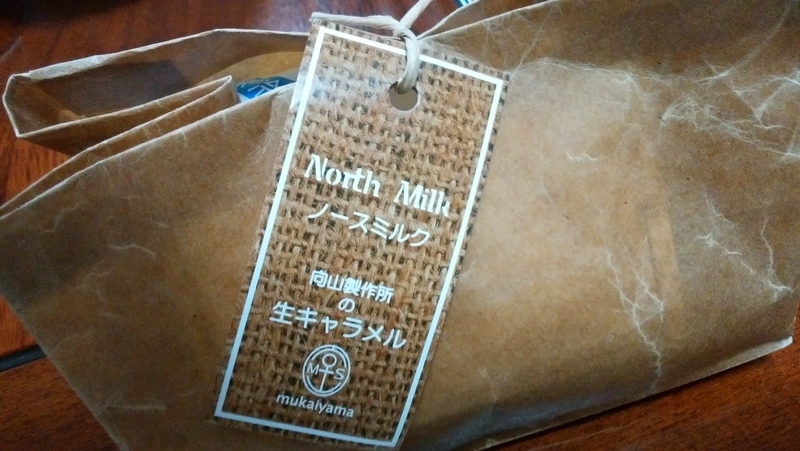 North Milk
ノースミルク
向山製作所
の
生キャラメル
M S
mukaiyama